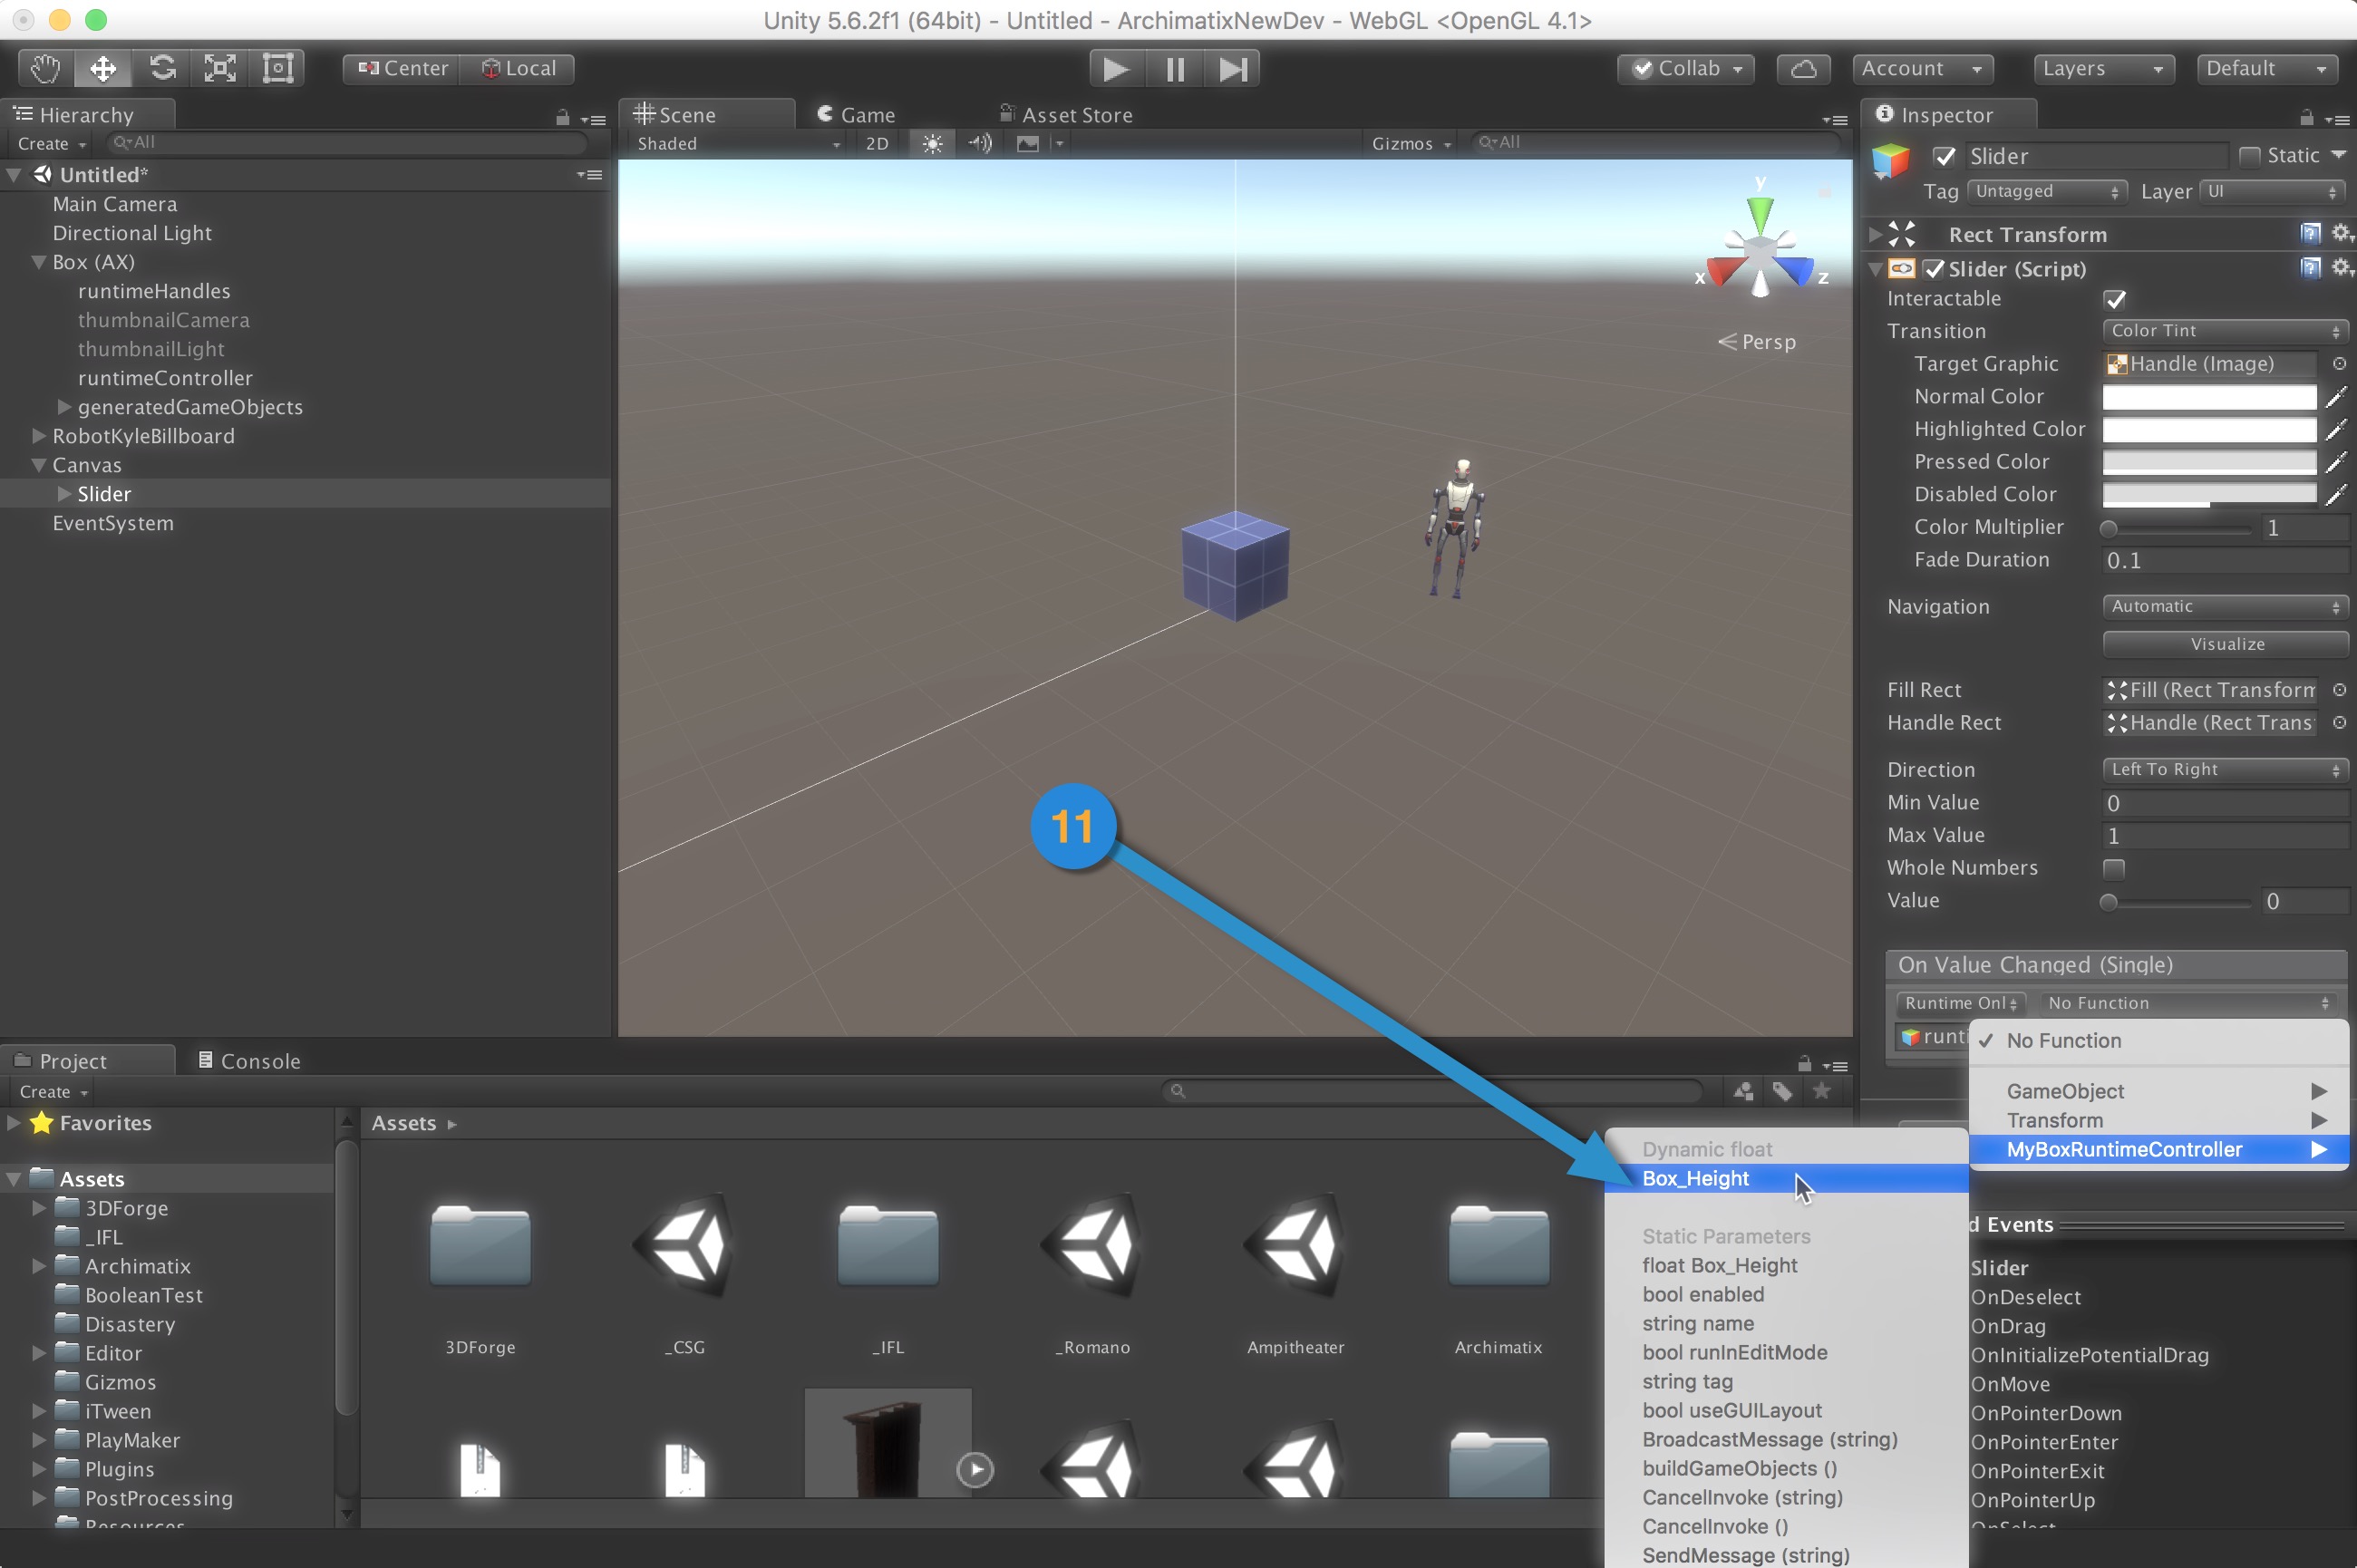 Unity 5.6.2f1 (64bit) - Untitled - ArchimatixNewDev - WebGL <OpenGL 4.1>
Center Local
Collab Account Layers Default
Hierarchy
Create All
Untitled*
Main Camera
Directional Light
Box (AX)
runtimeHandles
thumbnailCamera
thumbnailLight
runtimeController
generatedGameObjects
RobotKyleBillboard
Canvas
Slider
EventSystem
Scene Game Asset Store
Shaded 2D Gizmos All
y
x z
Persp
11
Inspector
Slider Static
Tag Untagged Layer UI
Rect Transform
Slider (Script)
Interactable
Transition Color Tint
Target Graphic Handle (Image)
Normal Color
Highlighted Color
Pressed Color
Disabled Color
Color Multiplier 1
Fade Duration 0.1
Navigation Automatic
Visualize
Fill Rect Fill (Rect Transform
Handle Rect Handle (Rect Trans
Direction Left To Right
Min Value 0
Max Value 1
Whole Numbers
Value 0
On Value Changed (Single)
Runtime Onl No Function
runti
No Function
GameObject
Transform
MyBoxRuntimeController
Dynamic float
Box_Height
Static Parameters
float Box_Height
bool enabled
string name
bool runInEditMode
string tag
bool useGUILayout
BroadcastMessage (string)
buildGameObjects ()
CancelInvoke (string)
CancelInvoke ()
SendMessage (string)
d Events
Slider
OnDeselect
OnDrag
OnInitializePotentialDrag
OnMove
OnPointerDown
OnPointerEnter
OnPointerExit
OnPointerUp
OnSelect
Project Console
Create
Favorites
Assets
3DForge
_IFL
Archimatix
BooleanTest
Disastery
Editor
Gizmos
iTween
PlayMaker
Plugins
PostProcessing
Resources
Assets
3DForge _CSG _IFL _Romano Ampitheater Archimatix